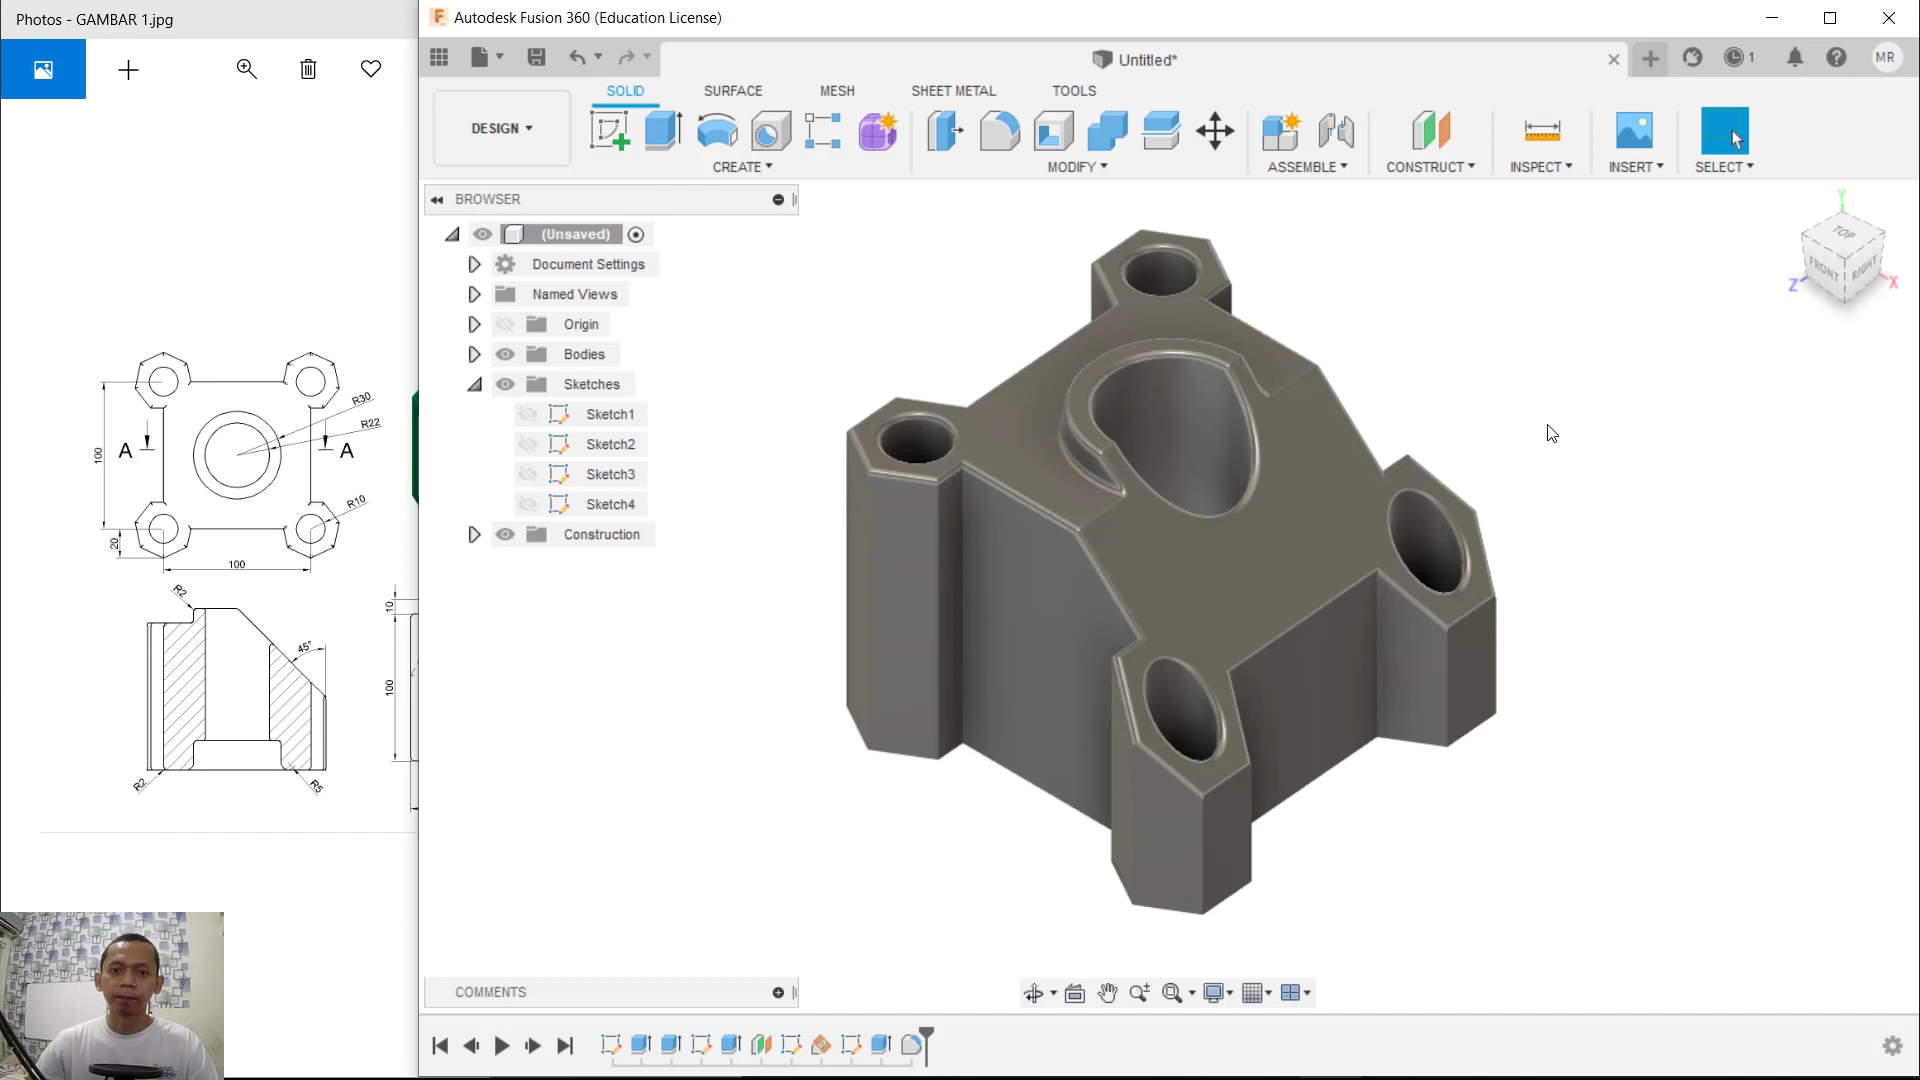 Photos - GAMBAR 1.jpg
Autodesk Fusion 360 (Education License)
Untitled*
1
MR
SOLID
SURFACE
MESH
SHEET METAL
TOOLS
DESIGN
CREATE
MODIFY
ASSEMBLE
CONSTRUCT
INSPECT
INSERT
SELECT
BROWSER
(Unsaved)
Document Settings
Named Views
Origin
Bodies
Sketches
Sketch1
Sketch2
Sketch3
Sketch4
Construction
Y
TOP
FRONT
RIGHT
Z
X
R30
R22
100
A
A
R10
20
100
R2
10
45°
100
R2
R5
COMMENTS